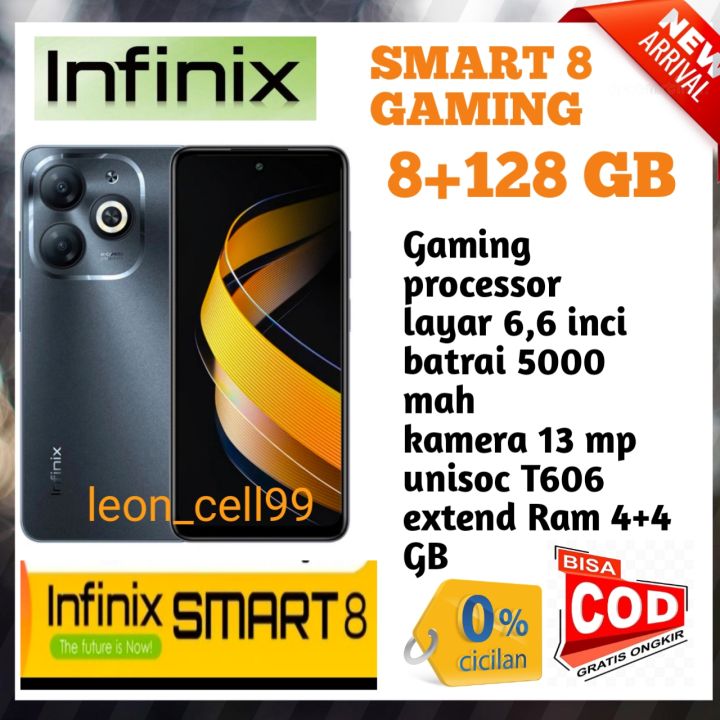 Infinix
SMART 8
GAMING
8+128 GB
NEW
ARRIVAL
Gaming
processor
layar 6,6 inci
batrai 5000
mah
kamera 13 mp
unisoc T606
extend Ram 4+4
GB
Infinix
leon_cell99
Infinix SMART 8
The future is Now!
0%
cicilan
BISA
COD
GRATIS ONGKIR